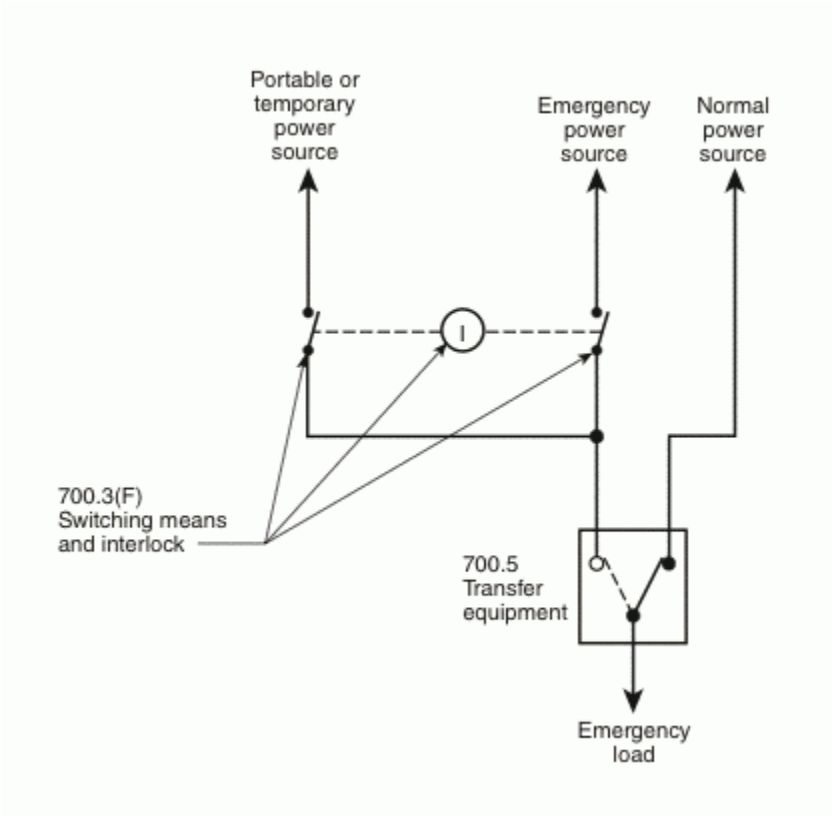 Portable or
temporary
power
source
Emergency
power
source
Normal
power
source
I
700.3(F)
Switching means
and interlock
700.5
Transfer
equipment
Emergency
load